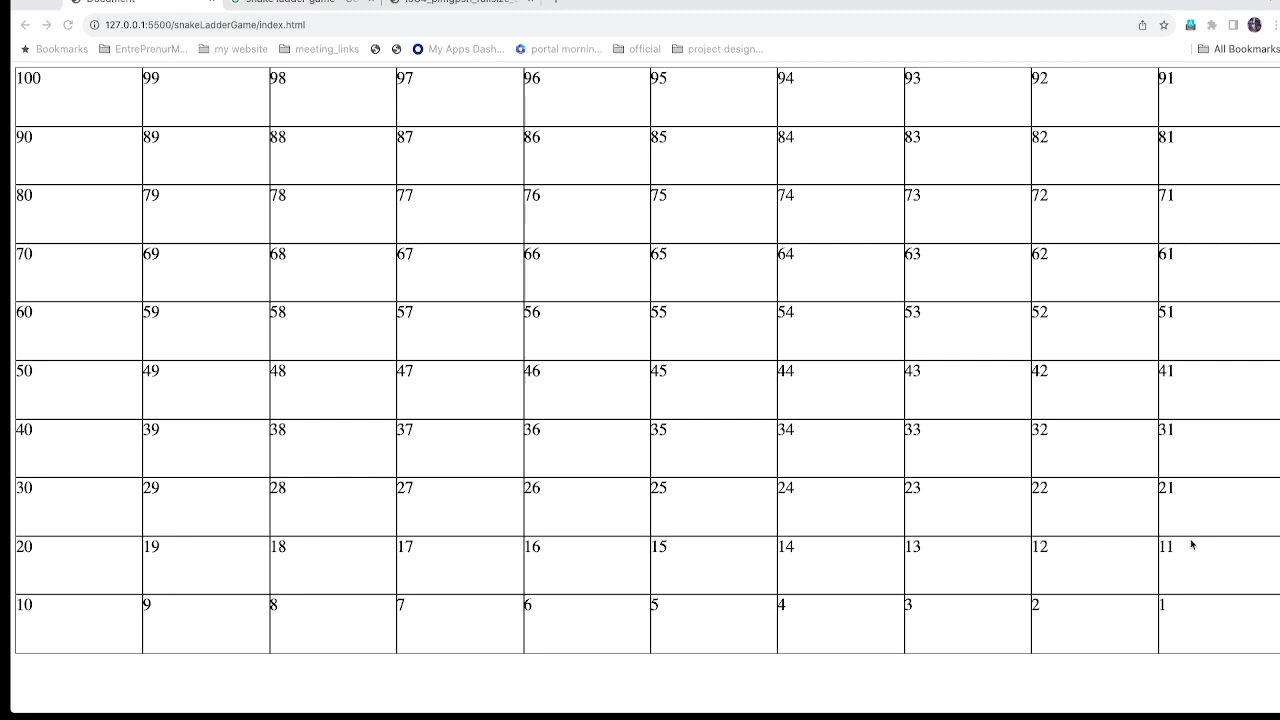 127.0.0.1:5500/snakeLadderGame/index.html
Bookmarks EntrePrenurM... my website meeting_links My Apps Dash... portal mornin... official project design... All Bookmarks
100 99 98 97 96 95 94 93 92 91
90 89 88 87 86 85 84 83 82 81
80 79 78 77 76 75 74 73 72 71
70 69 68 67 66 65 64 63 62 61
60 59 58 57 56 55 54 53 52 51
50 49 48 47 46 45 44 43 42 41
40 39 38 37 36 35 34 33 32 31
30 29 28 27 26 25 24 23 22 21
20 19 18 17 16 15 14 13 12 11
10 9 8 7 6 5 4 3 2 1